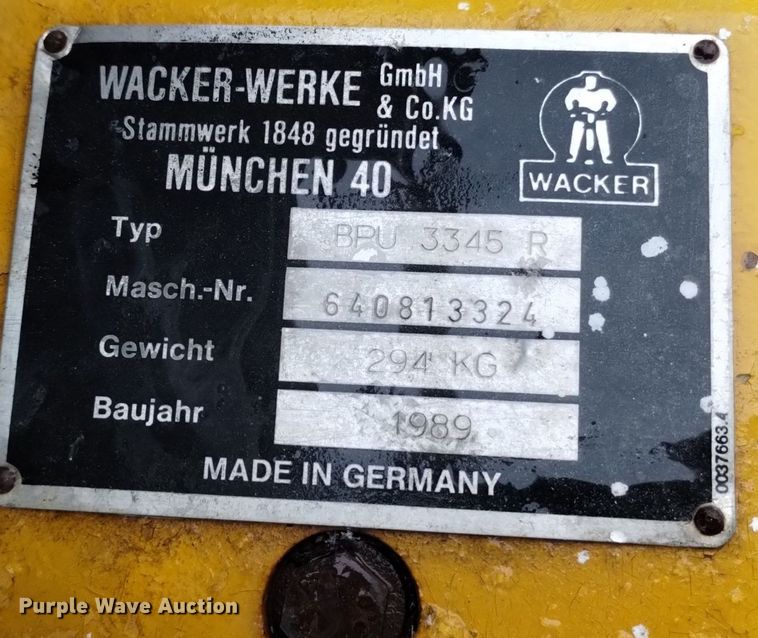 WACKER-WERKE GmbH & Co.KG
Stammwerk 1848 gegründet
MÜNCHEN 40
WACKER
Typ BPU 3345 R
Masch.-Nr. 640813324
Gewicht 294 KG
Baujahr 1989
MADE IN GERMANY
0037663.4
Purple Wave Auction